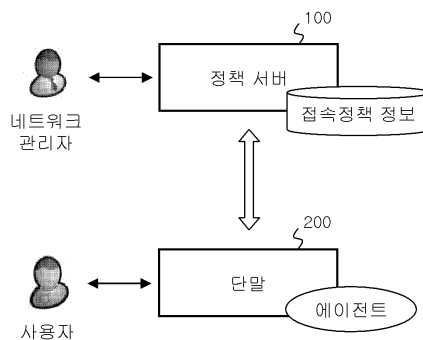 100
정책 서버
접속정책 정보
네트워크
관리자
200
단말
에이전트
사용자